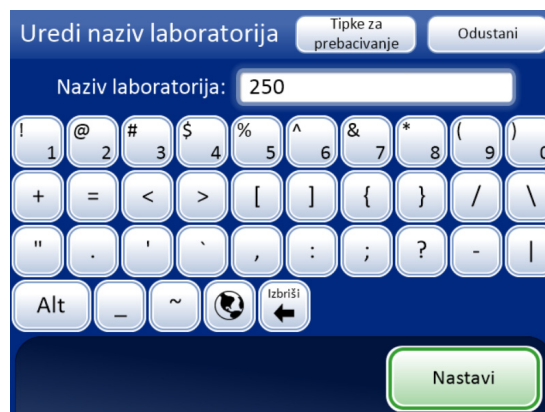 Uredi naziv laboratorija
Tipke za
prebacivanje
Odustani
Naziv laboratorija: 250
! 1 @ 2 # 3 $ 4 % 5 ^ 6 & 7 * 8 ( 9 ) 0
+ = < > [ ] { } / \
" . ' ` , : ; ? - |
Alt _ ~ Izbriši
Nastavi